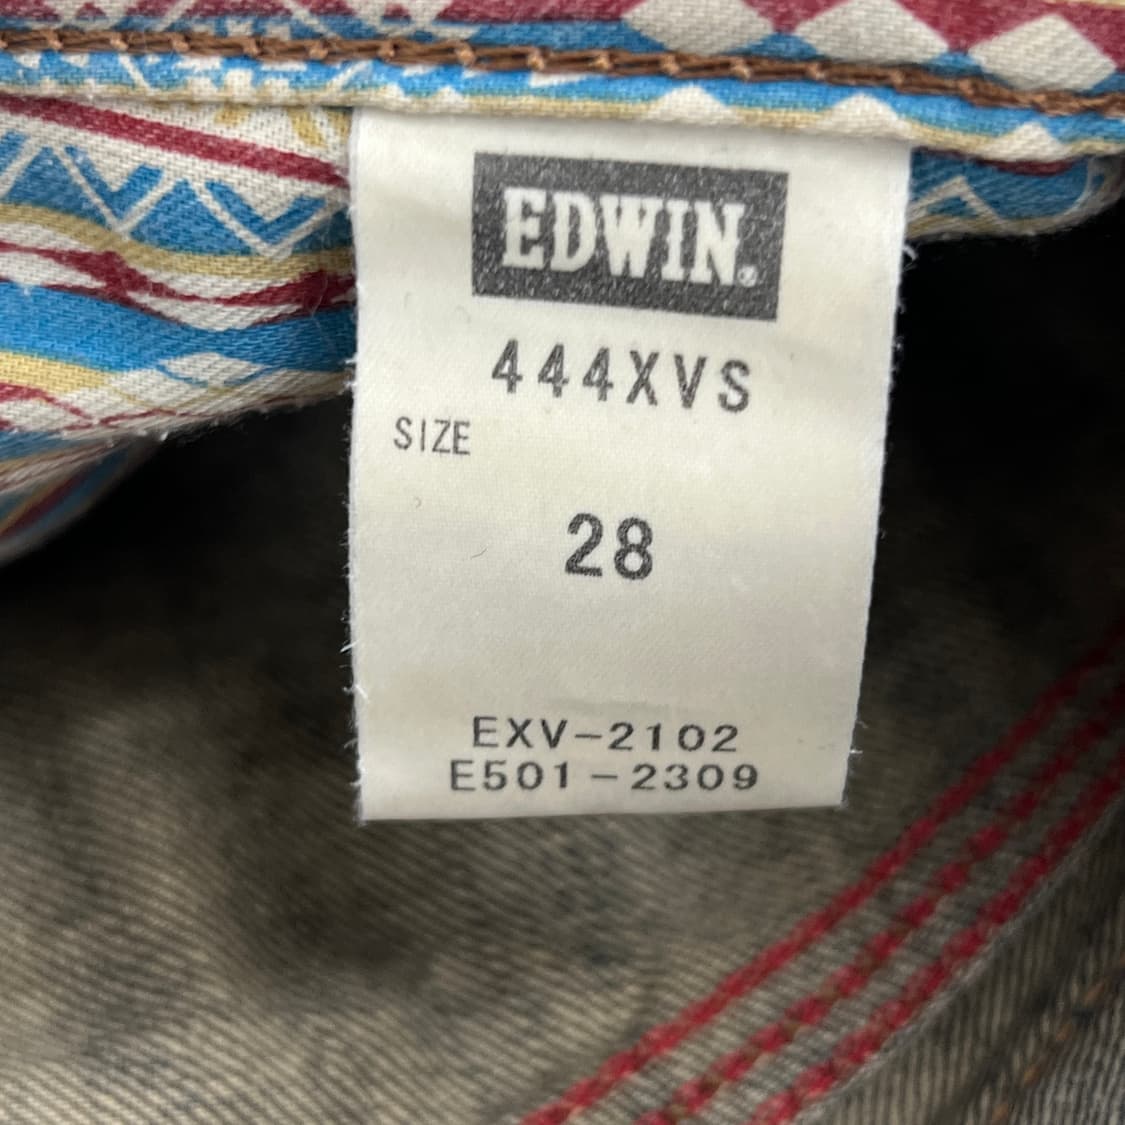 EDWIN®
444XVS
SIZE
28
EXV-2102
E501-2309